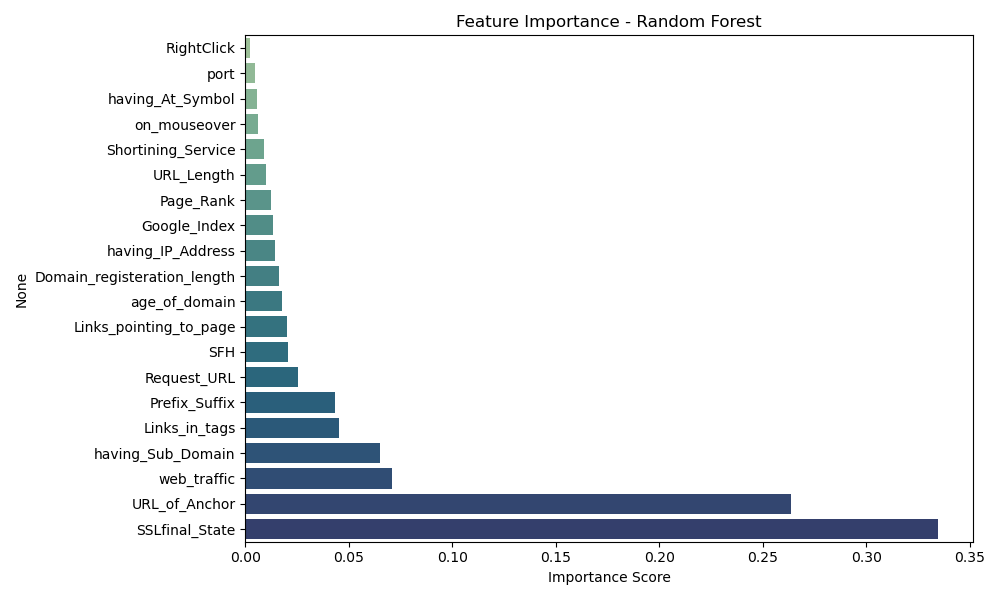 Feature Importance - Random Forest
RightClick
port
having_At_Symbol
on_mouseover
Shortining_Service
URL_Length
Page_Rank
Google_Index
having_IP_Address
Domain_registeration_length
age_of_domain
Links_pointing_to_page
SFH
Request_URL
Prefix_Suffix
Links_in_tags
having_Sub_Domain
web_traffic
URL_of_Anchor
SSLfinal_State
None
0.00 0.05 0.10 0.15 0.20 0.25 0.30 0.35
Importance Score